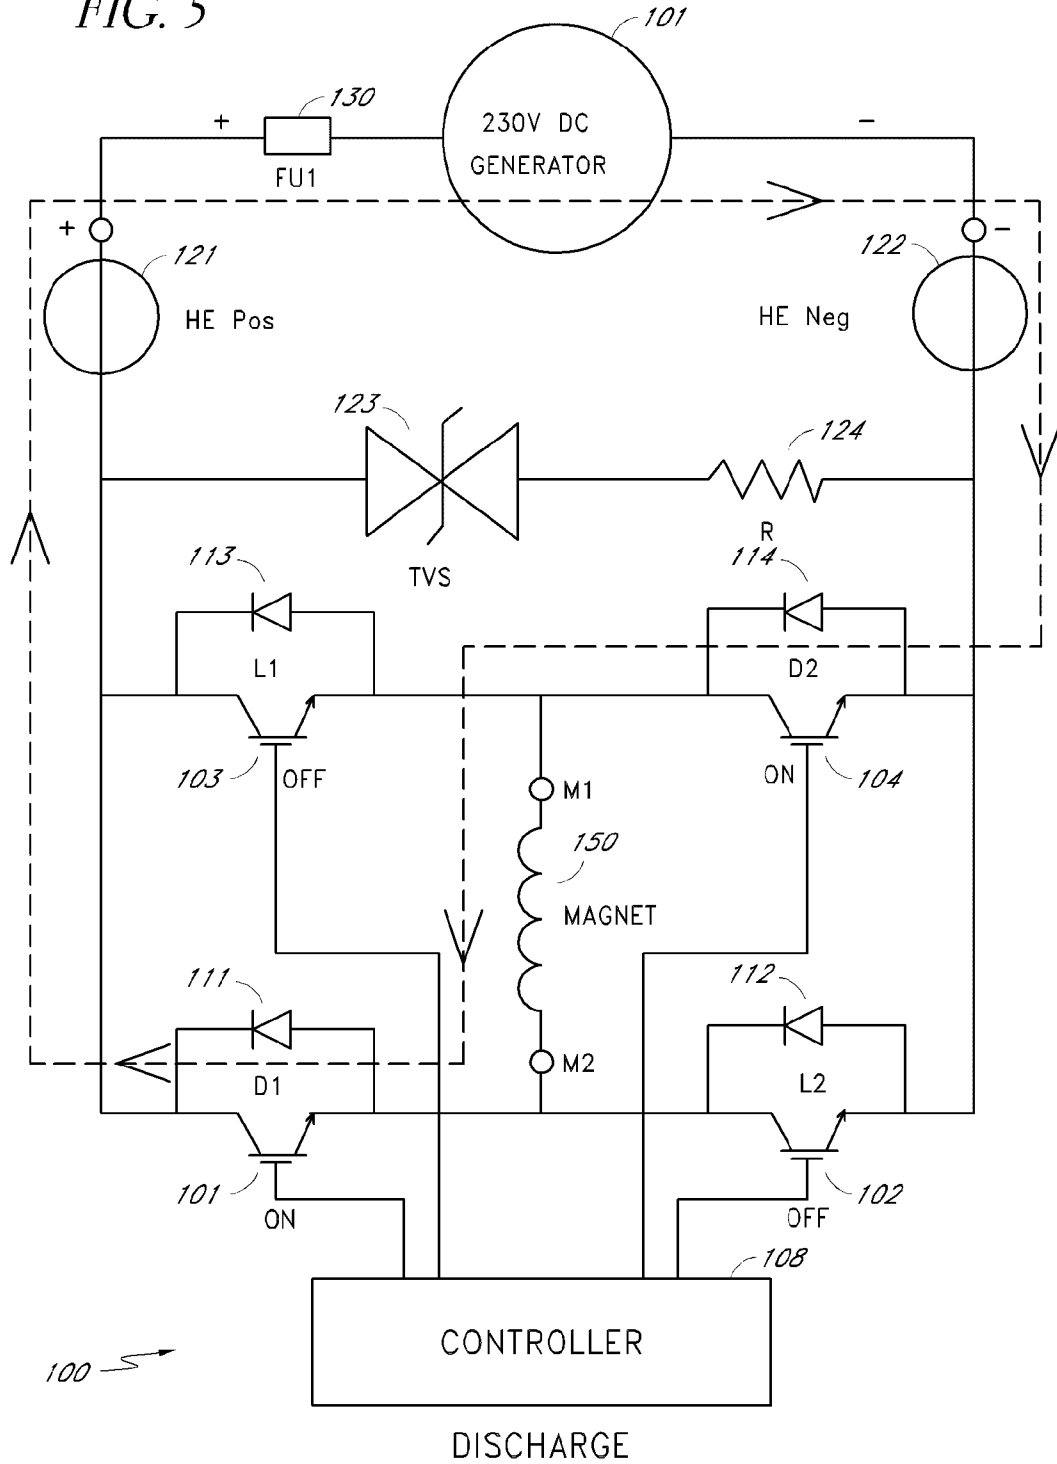 FIG. 5
101
130
+
230V DC
GENERATOR
-
FU1
+
121
HE Pos
122
-
HE Neg
123
124
TVS
R
113
114
L1
D2
103
OFF
ON
104
M1
150
MAGNET
111
112
D1
M2
L2
101
ON
102
OFF
108
CONTROLLER
100
DISCHARGE